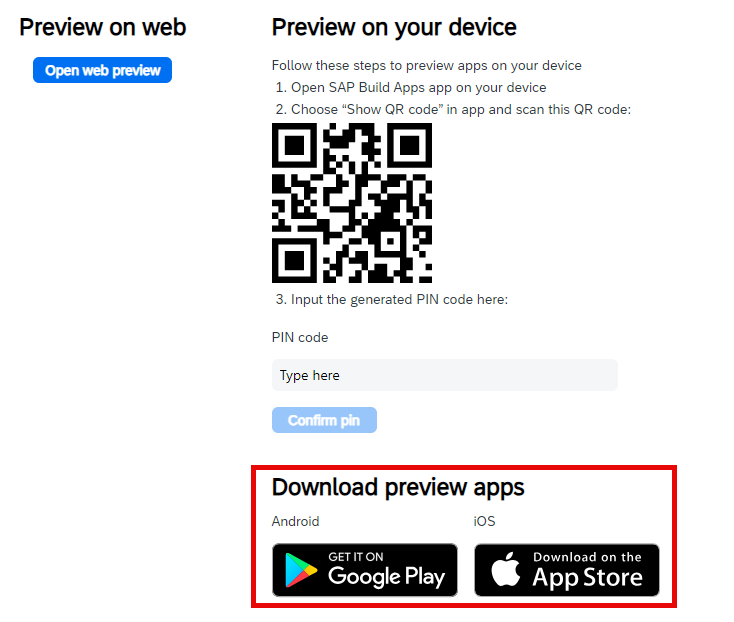 Preview on web
Open web preview
Preview on your device
Follow these steps to preview apps on your device
1. Open SAP Build Apps app on your device
2. Choose “Show QR code” in app and scan this QR code:
3. Input the generated PIN code here:
PIN code
Type here
Confirm pin
Download preview apps
Android
GET IT ON
Google Play
iOS
Download on the
App Store